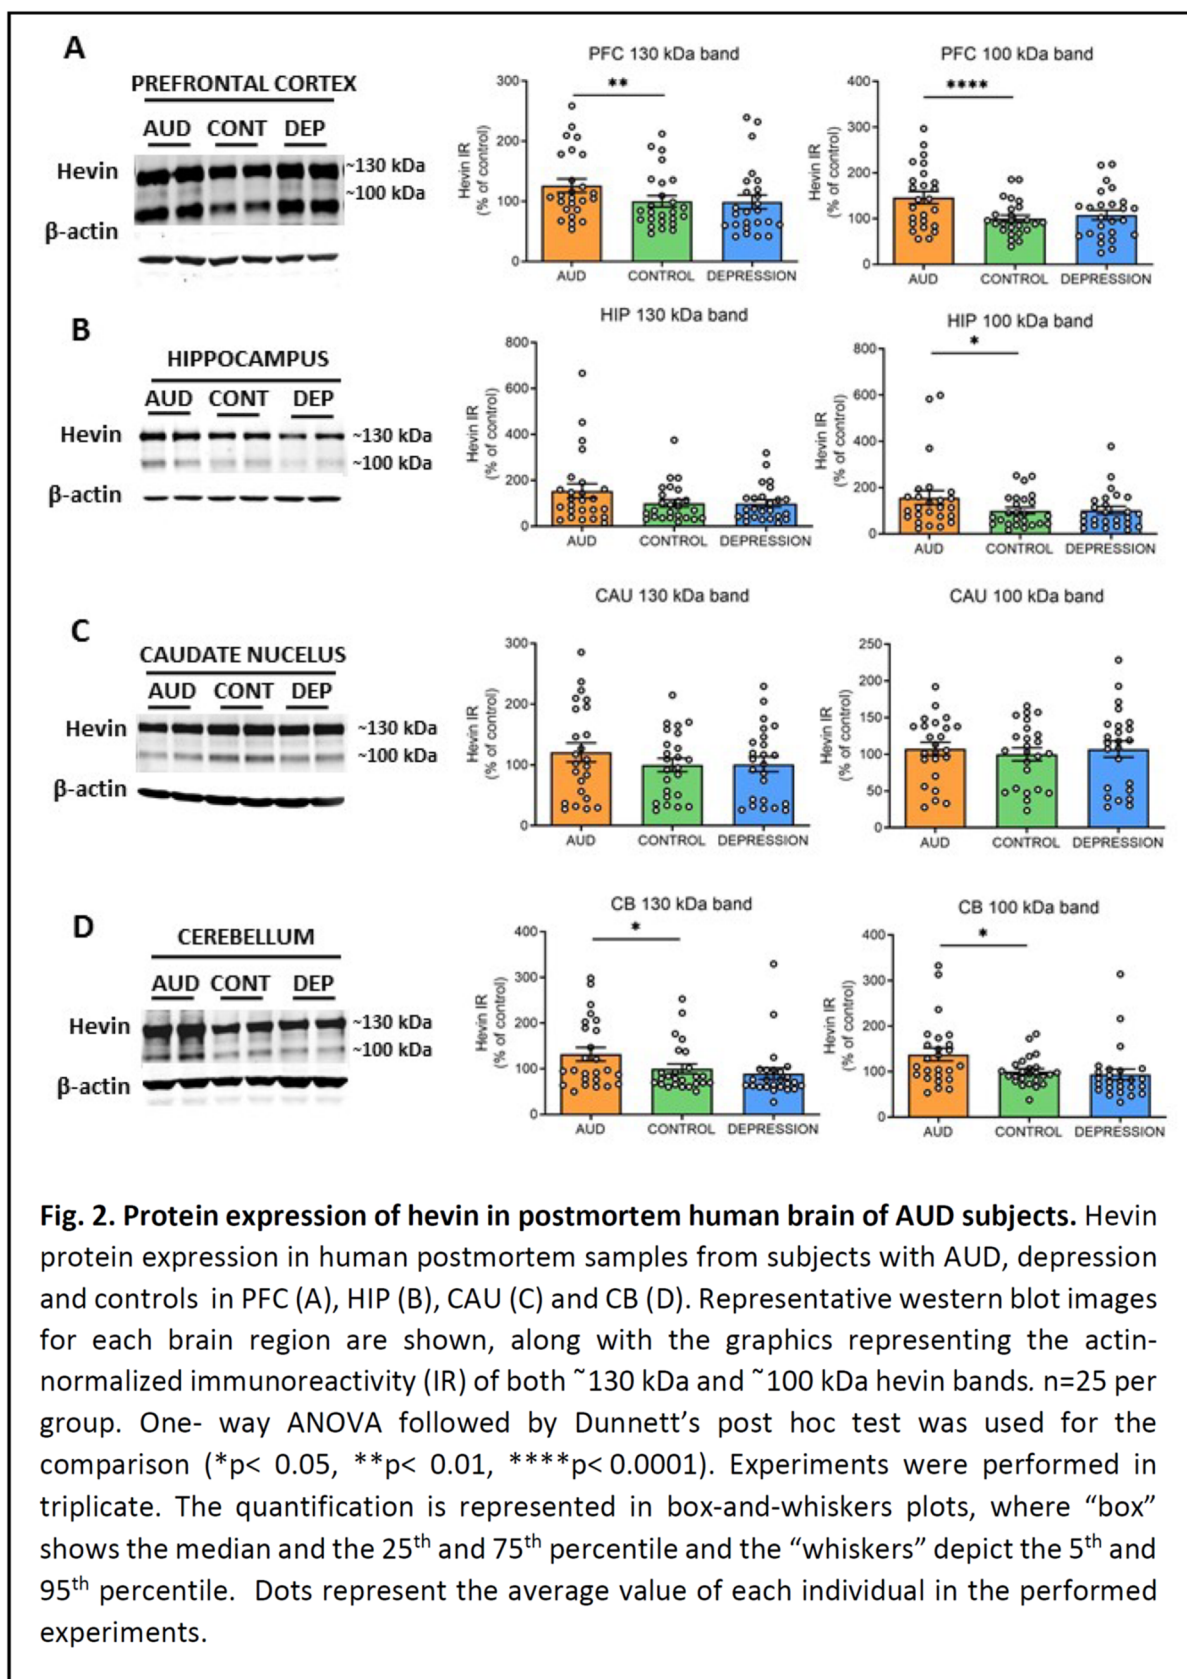 A
PREFRONTAL CORTEX
AUD CONT DEP
Hevin
~130 kDa
~100 kDa
β-actin
PFC 130 kDa band
**
Hevin IR
(% of control)
300
200
100
0
AUD CONTROL DEPRESSION
PFC 100 kDa band
****
Hevin IR
(% of control)
400
300
200
100
0
AUD CONTROL DEPRESSION
B
HIPPOCAMPUS
AUD CONT DEP
Hevin
~130 kDa
~100 kDa
β-actin
HIP 130 kDa band
Hevin IR
(% of control)
800
600
400
200
0
AUD CONTROL DEPRESSION
HIP 100 kDa band
*
Hevin IR
(% of control)
800
600
400
200
0
AUD CONTROL DEPRESSION
C
CAUDATE NUCELUS
AUD CONT DEP
Hevin
~130 kDa
~100 kDa
β-actin
CAU 130 kDa band
Hevin IR
(% of control)
300
200
100
0
AUD CONTROL DEPRESSION
CAU 100 kDa band
Hevin IR
(% of control)
250
200
150
100
50
0
AUD CONTROL DEPRESSION
D
CEREBELLUM
AUD CONT DEP
Hevin
~130 kDa
~100 kDa
β-actin
CB 130 kDa band
*
Hevin IR
(% of control)
400
300
200
100
0
AUD CONTROL DEPRESSION
CB 100 kDa band
*
Hevin IR
(% of control)
400
300
200
100
0
AUD CONTROL DEPRESSION
Fig. 2. Protein expression of hevin in postmortem human brain of AUD subjects. Hevin
protein expression in human postmortem samples from subjects with AUD, depression
and controls in PFC (A), HIP (B), CAU (C) and CB (D). Representative western blot images
for each brain region are shown, along with the graphics representing the actin-
normalized immunoreactivity (IR) of both ~130 kDa and ~100 kDa hevin bands. n=25 per
group. One- way ANOVA followed by Dunnett’s post hoc test was used for the
comparison (*p< 0.05, **p< 0.01, ****p< 0.0001). Experiments were performed in
triplicate. The quantification is represented in box-and-whiskers plots, where “box”
shows the median and the 25th and 75th percentile and the “whiskers” depict the 5th and
95th percentile. Dots represent the average value of each individual in the performed
experiments.